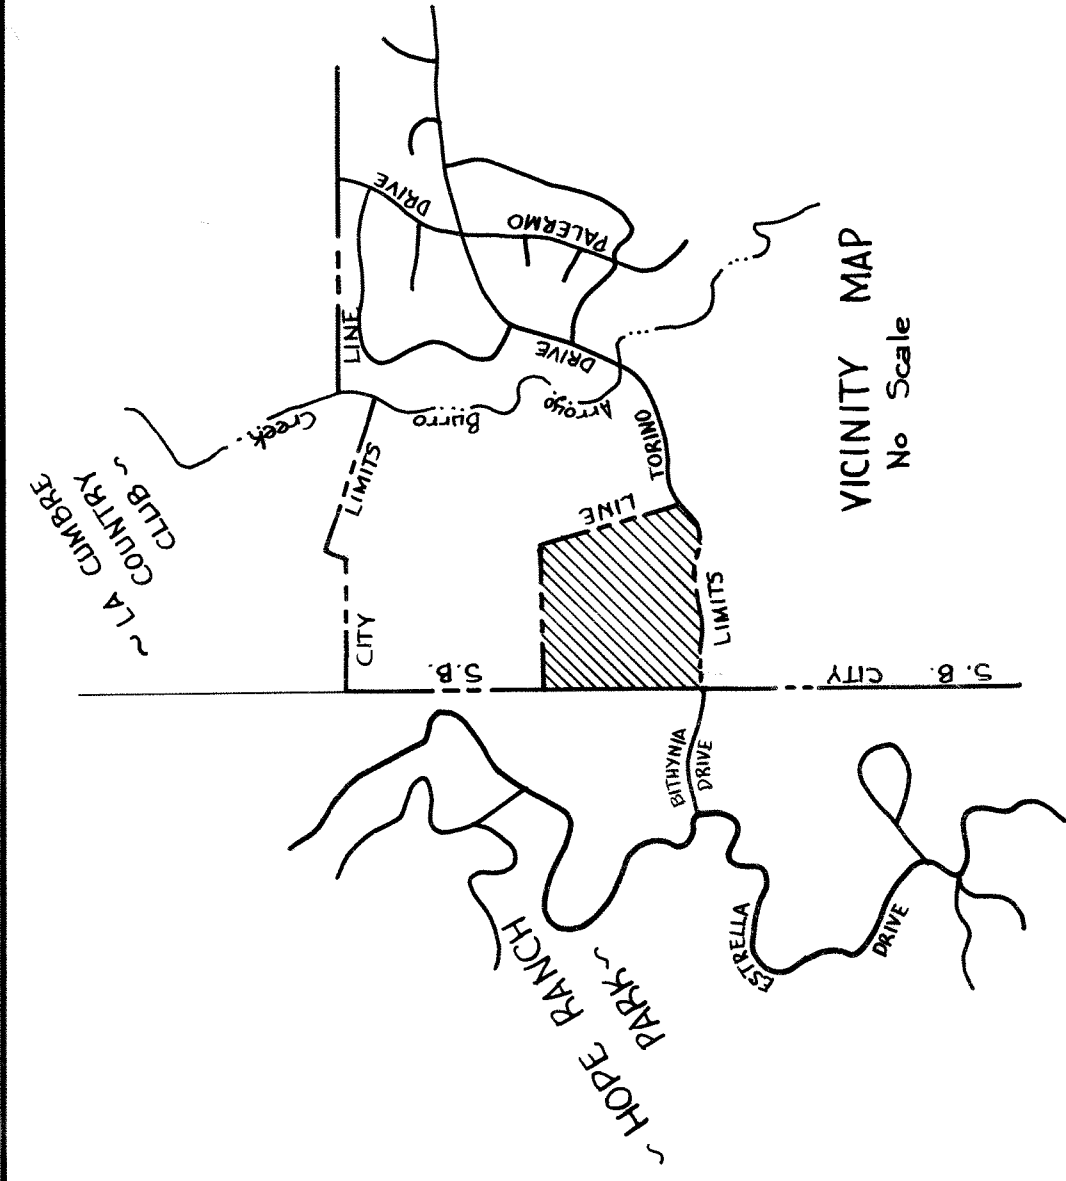 ~ LA CUMBRE
COUNTRY
CLUB ~
DRIVE
PALERMO
LINE
DRIVE
Creek
Burro
Arroyo
LIMITS
TORINO
LINE
CITY
LIMITS
S.B.
S. B. CITY
VICINITY MAP
No Scale
BITHYNIA
DRIVE
ESTRELLA
DRIVE
~ HOPE RANCH
PARK ~